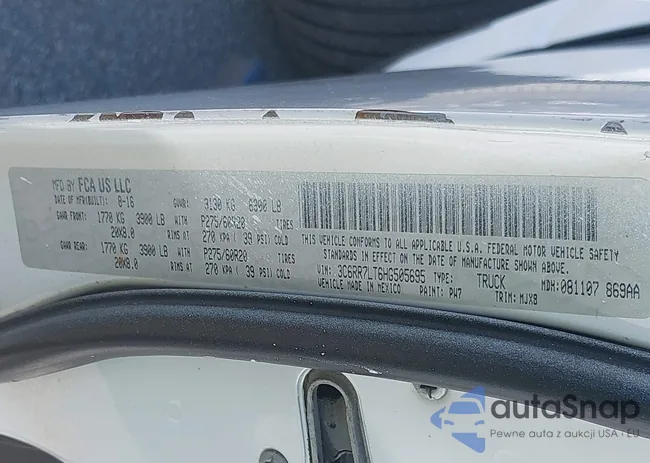 MFD BY FCA US LLC
DATE OF MFR(BUILT): 8-16 GVWR: 3130 KG 6900 LB
GAWR FRONT: 1770 KG 3900 LB WITH P275/60R20 TIRES
20X8.0 RIMS AT 270 KPA ( 39 PSI) COLD
GAWR REAR: 1770 KG 3900 LB WITH P275/60R20 TIRES
20X8.0 RIMS AT 270 KPA ( 39 PSI) COLD
THIS VEHICLE CONFORMS TO ALL APPLICABLE U.S.A. FEDERAL MOTOR VEHICLE SAFETY
STANDARDS IN EFFECT ON THE DATE OF MANUFACTURE SHOWN ABOVE.
VIN: 3C6RR7LT6HG505695 TYPE: TRUCK MDH: 081107 869AA
VEHICLE MADE IN MEXICO PAINT: PW7 TRIM: MJX8
autaSnap
Pewne auta z aukcji USA i EU